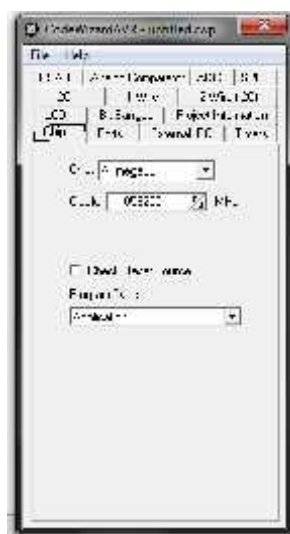 CodeWizardAVR - untitled.cwp
File Help
Analog Comparator ADC SPI
I2C 1 Wire 2 Wire (I2C)
LCD Bit-Banged Project Information
Chip Ports External IRQ Timers
Chip:
Clock: MHz
Check Reset Source
Program Type:
Application